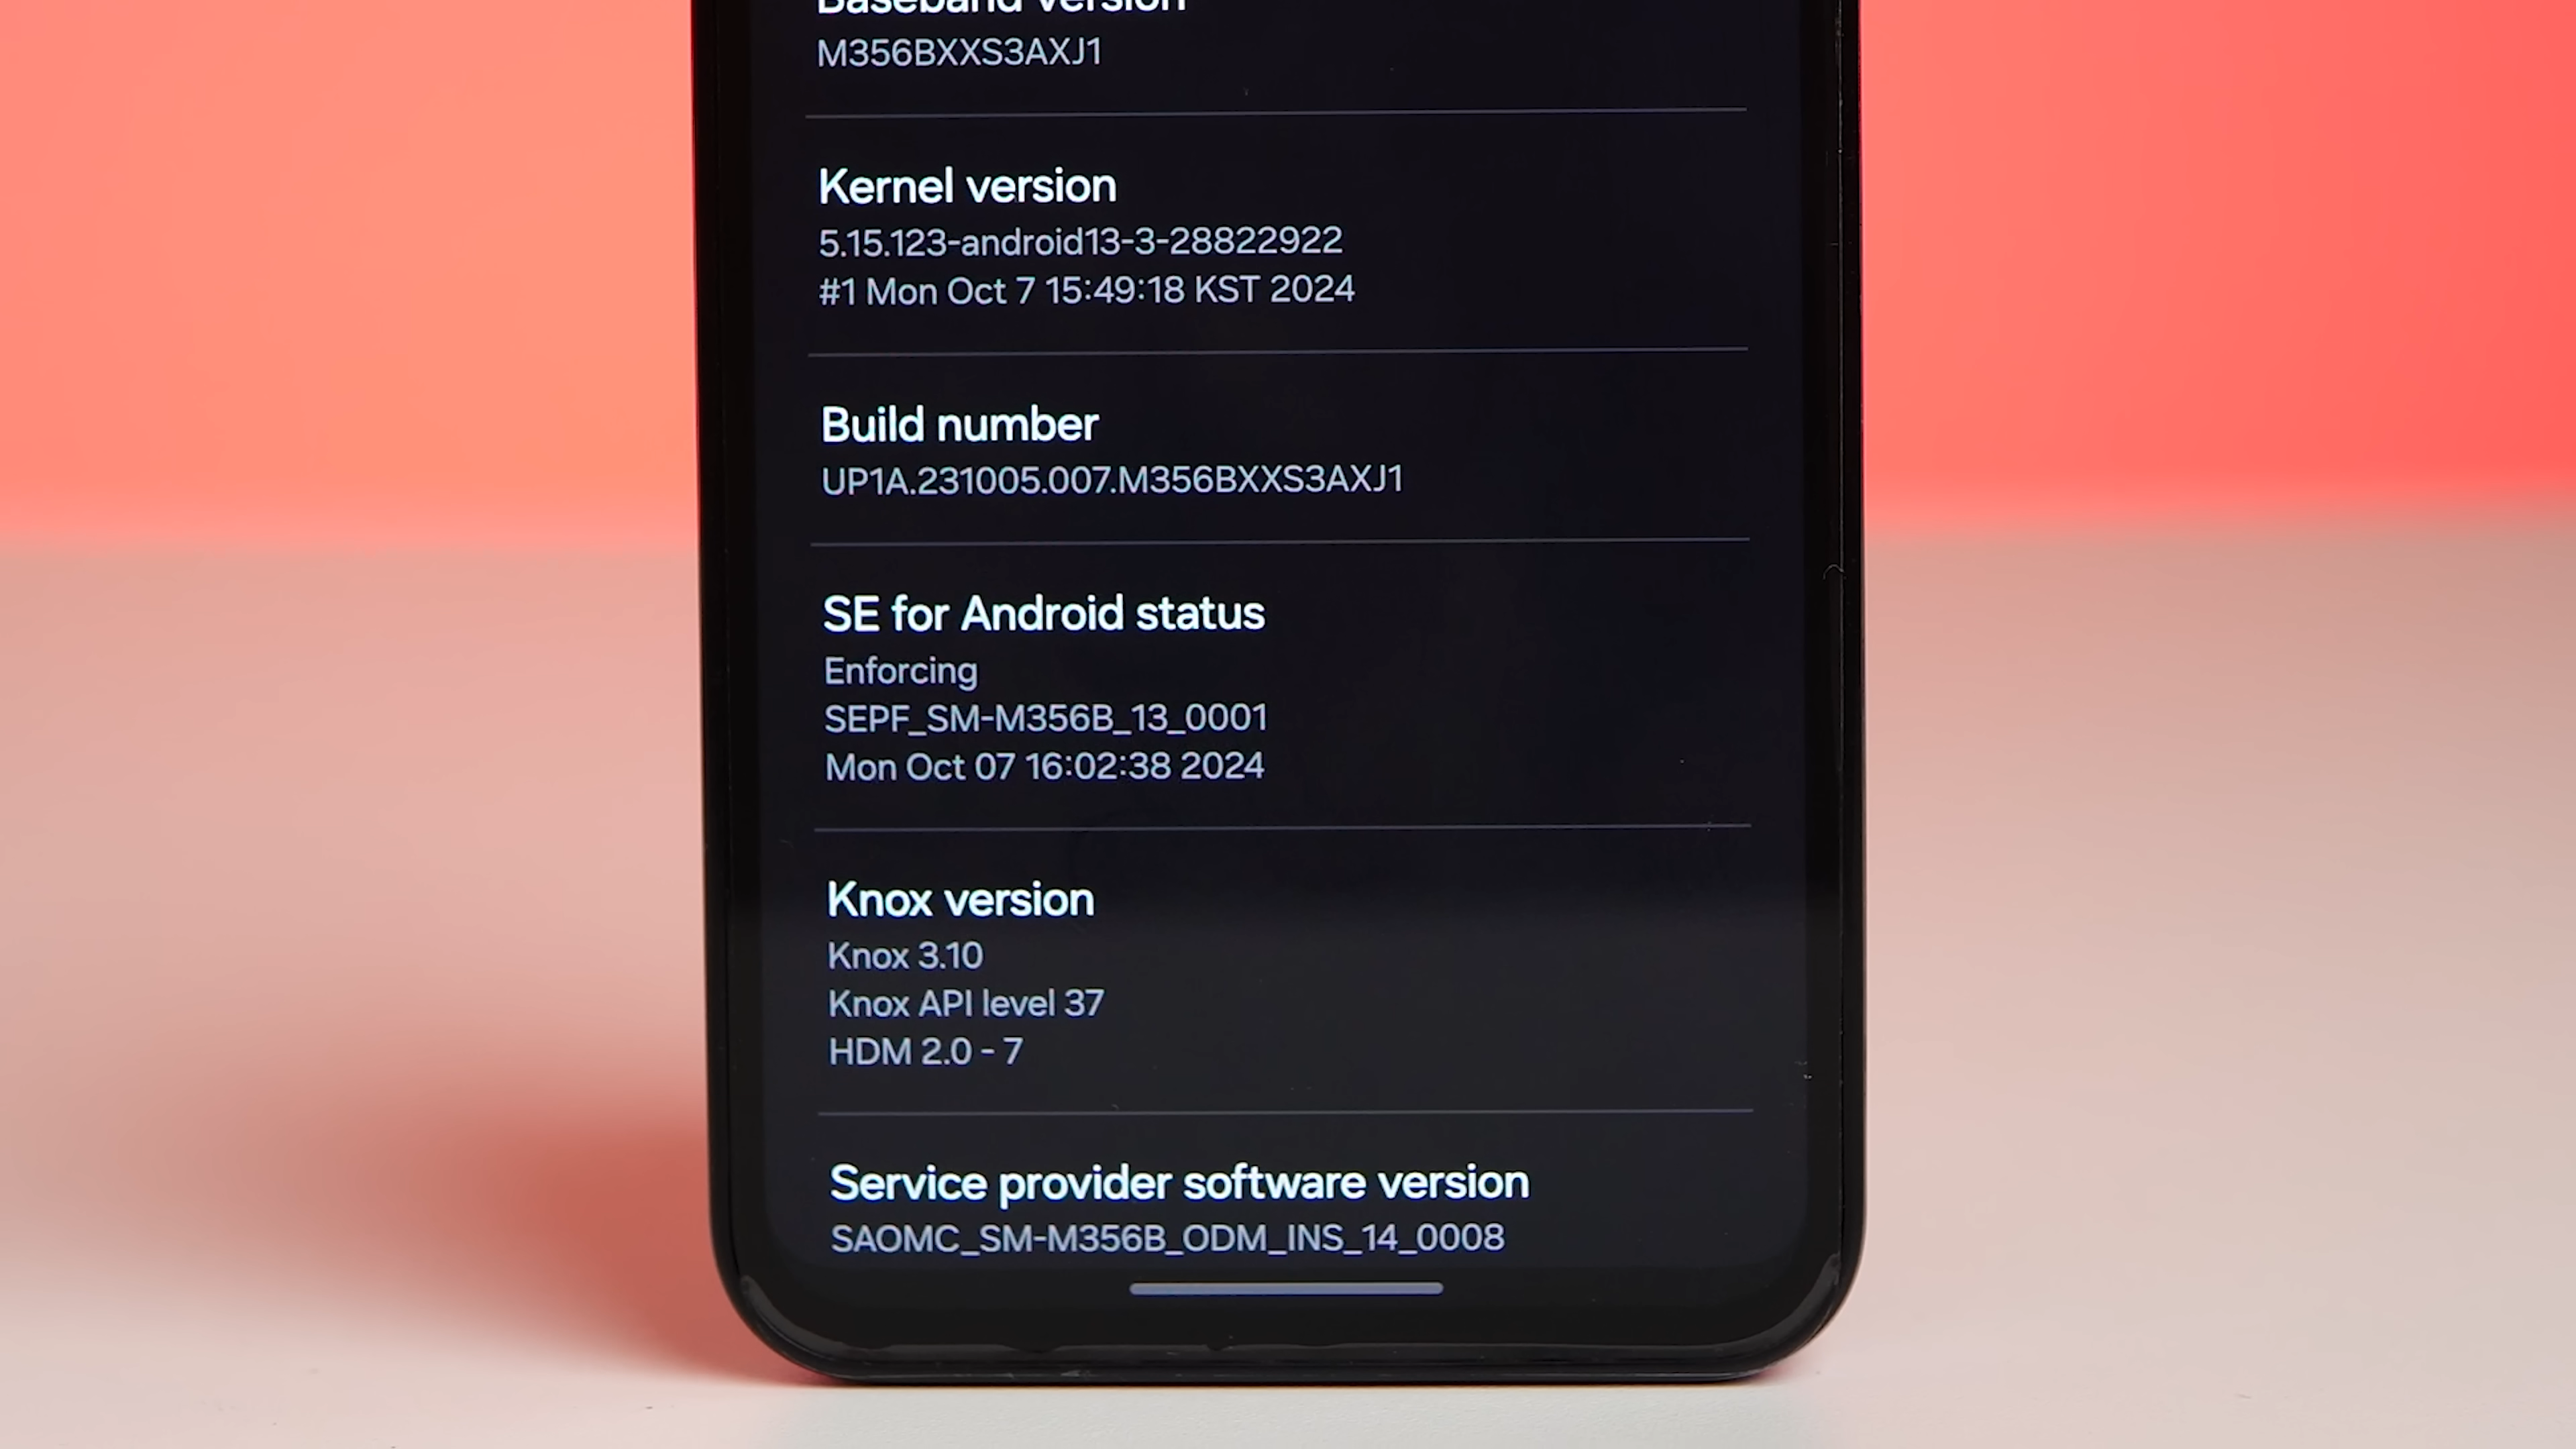 Baseband version
M356BXXS3AXJ1
Kernel version
5.15.123-android13-3-28822922
#1 Mon Oct 7 15:49:18 KST 2024
Build number
UP1A.231005.007.M356BXXS3AXJ1
SE for Android status
Enforcing
SEPF_SM-M356B_13_0001
Mon Oct 07 16:02:38 2024
Knox version
Knox 3.10
Knox API level 37
HDM 2.0 - 7
Service provider software version
SAOMC_SM-M356B_ODM_INS_14_0008